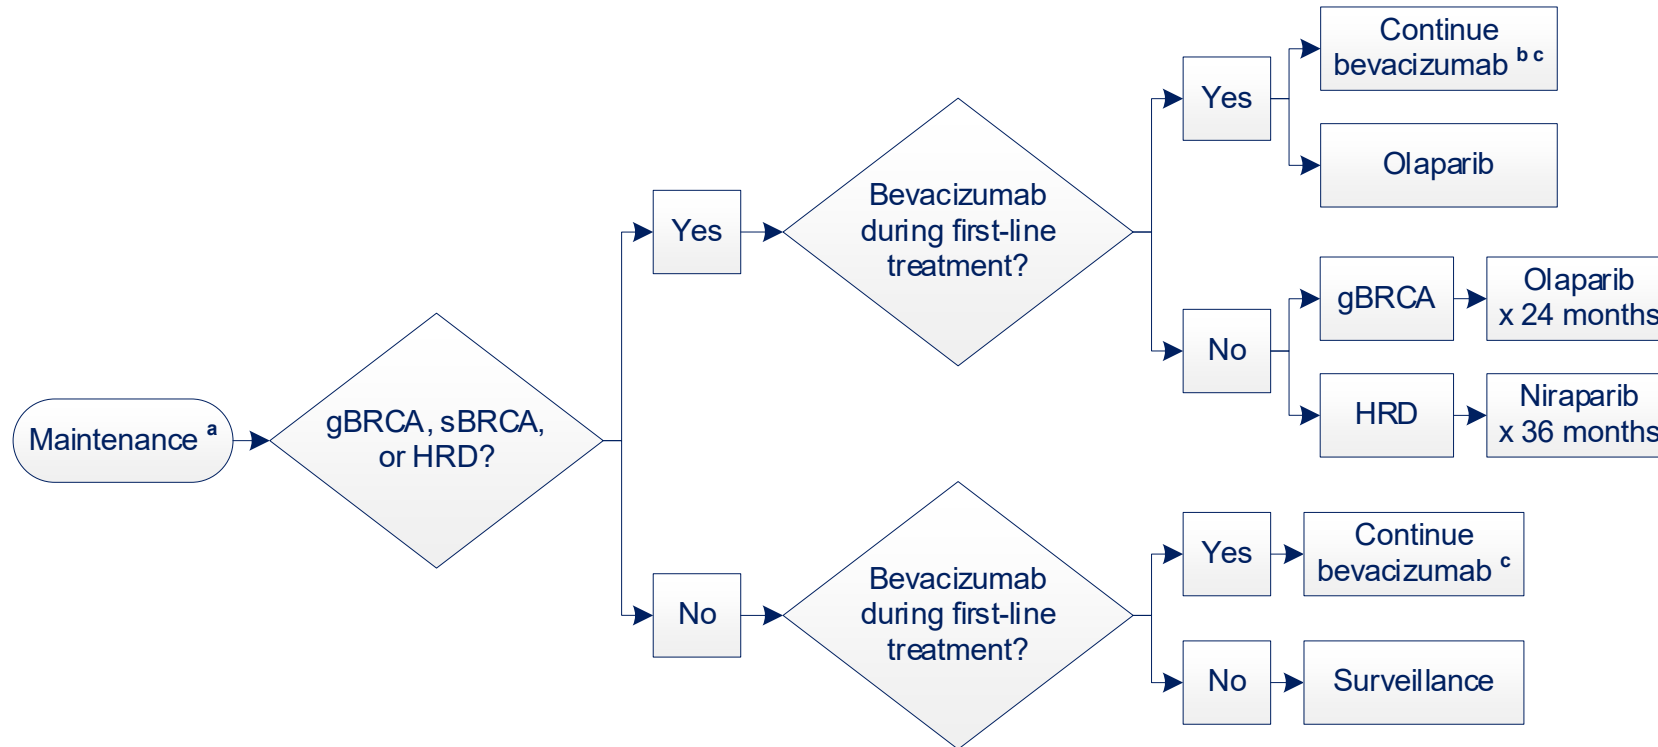 Maintenance a
gBRCA, sBRCA,
or HRD?
Yes
Bevacizumab
during first-line
treatment?
Yes
Continue
bevacizumab b c
Olaparib
No
gBRCA
Olaparib
x 24 months
HRD
Niraparib
x 36 months
No
Bevacizumab
during first-line
treatment?
Yes
Continue
bevacizumab c
No
Surveillance